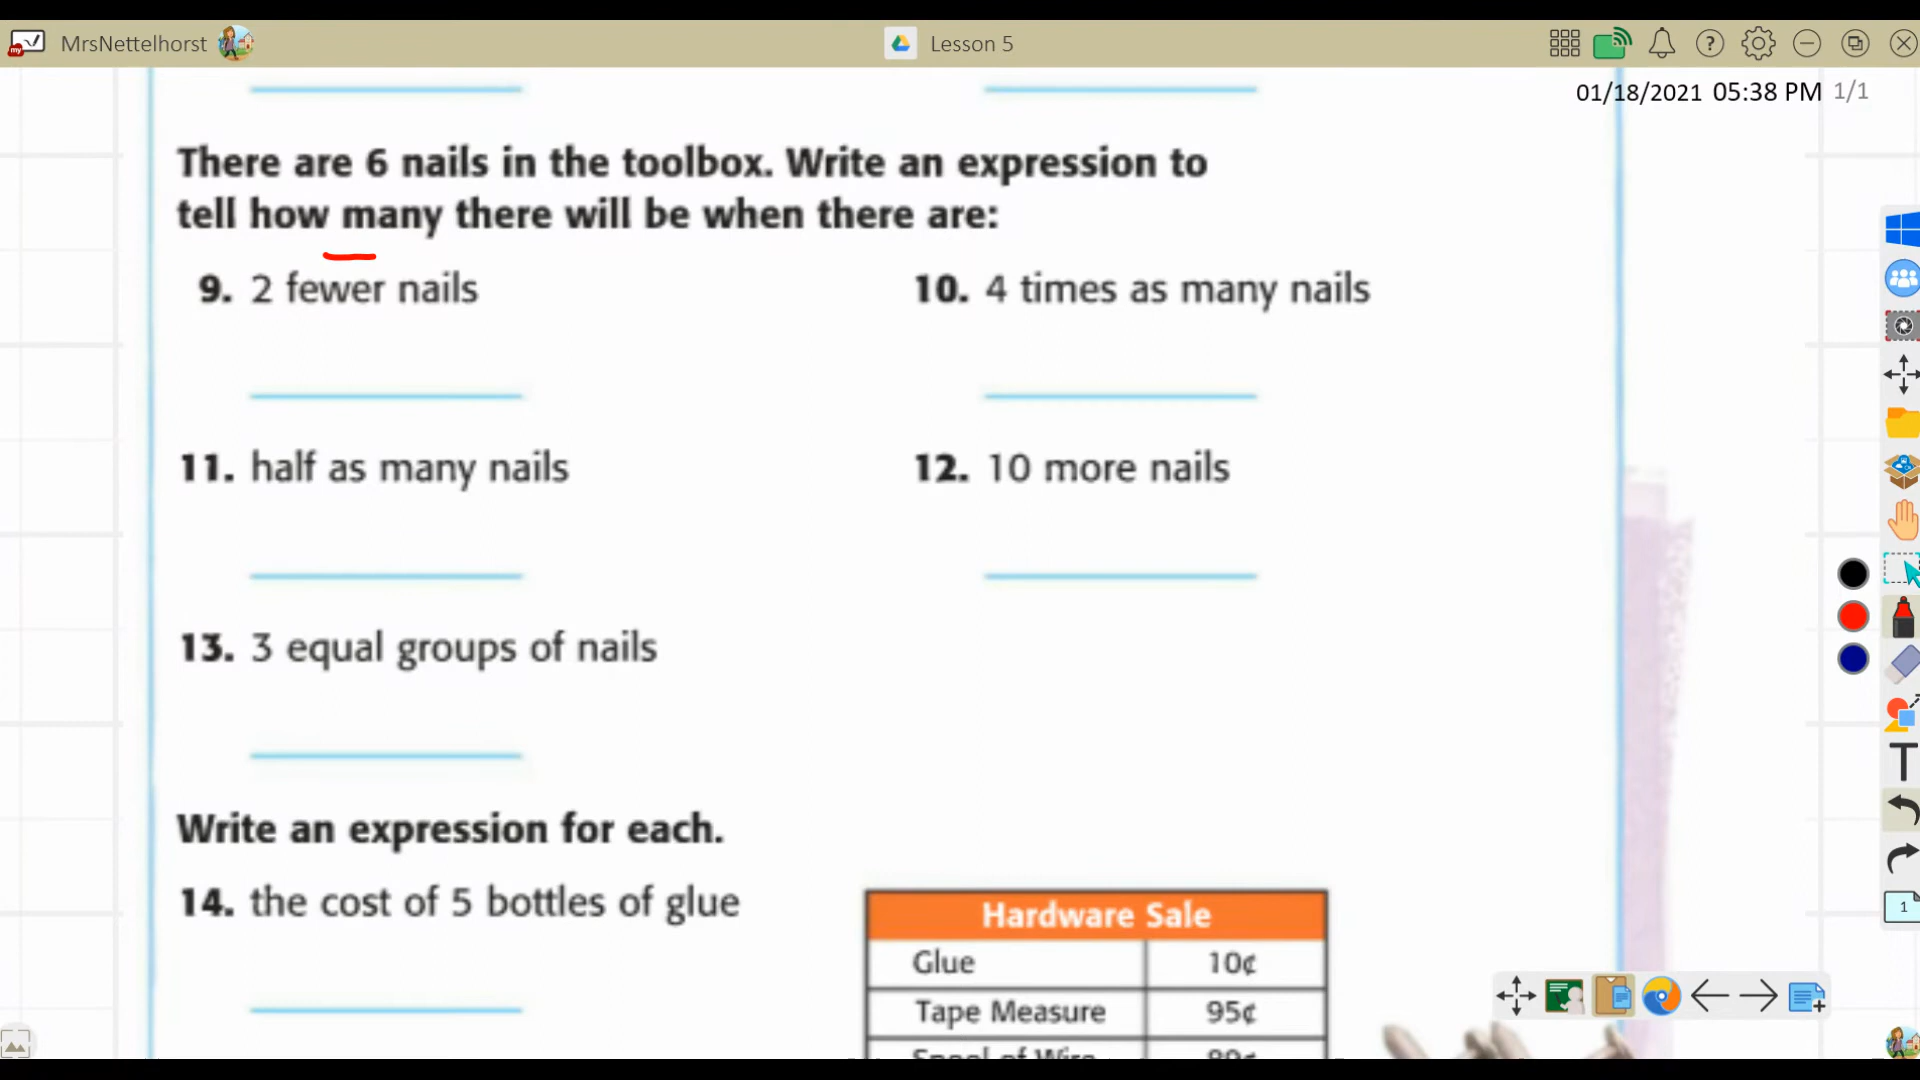 MrsNettelhorst
Lesson 5
01/18/2021 05:38 PM 1/1
There are 6 nails in the toolbox. Write an expression to
tell how many there will be when there are:
9. 2 fewer nails
10. 4 times as many nails
11. half as many nails
12. 10 more nails
13. 3 equal groups of nails
Write an expression for each.
14. the cost of 5 bottles of glue
Hardware Sale
Glue 10¢
Tape Measure 95¢
Spool of Wire 89¢
1